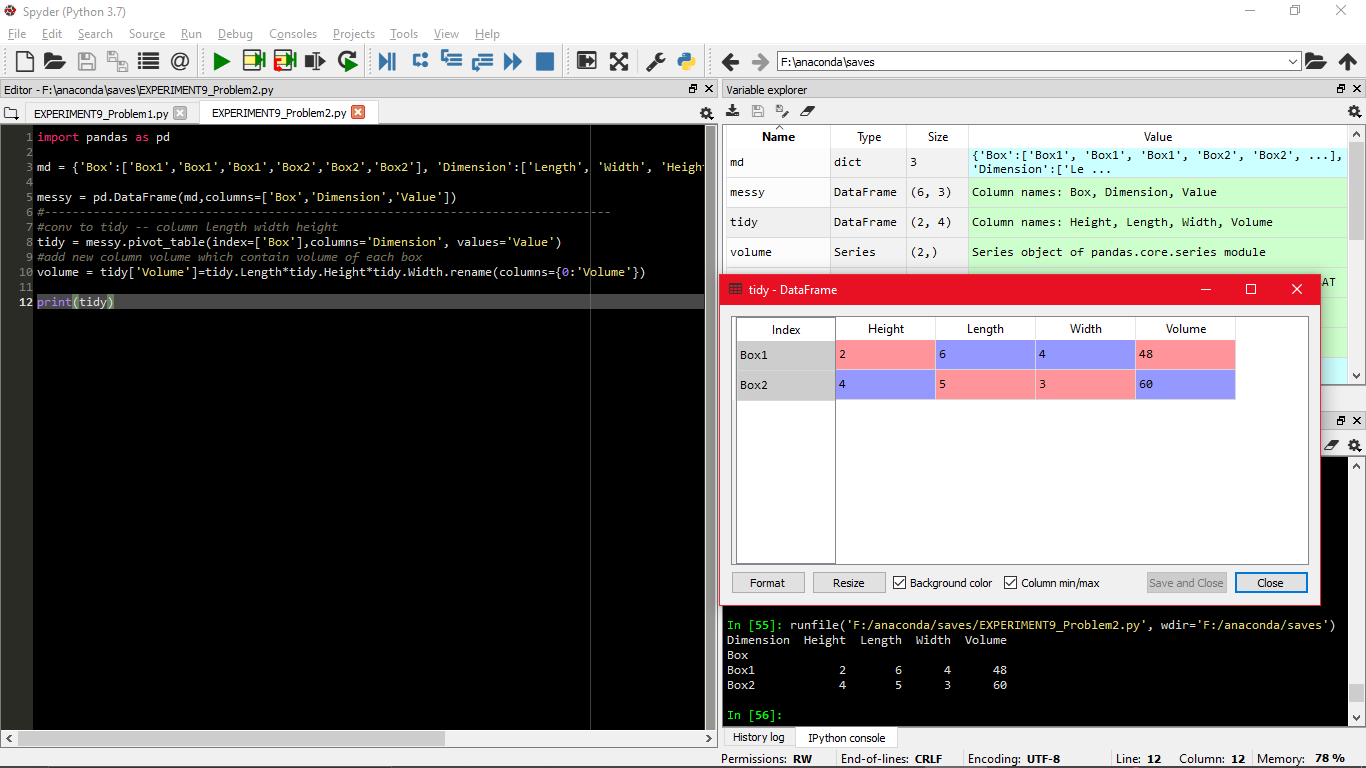 Spyder (Python 3.7)
File Edit Search Source Run Debug Consoles Projects Tools View Help
F:\anaconda\saves
Editor - F:\anaconda\saves\EXPERIMENT9_Problem2.py
EXPERIMENT9_Problem1.py EXPERIMENT9_Problem2.py
1 import pandas as pd
2
3 md = {'Box':['Box1','Box1','Box1','Box2','Box2','Box2'], 'Dimension':['Length', 'Width', 'Height
4
5 messy = pd.DataFrame(md,columns=['Box','Dimension','Value'])
6 #------------------------------------------------------------------------------
7 #conv to tidy -- column length width height
8 tidy = messy.pivot_table(index=['Box'],columns='Dimension', values='Value')
9 #add new column volume which contain volume of each box
10 volume = tidy['Volume']=tidy.Length*tidy.Height*tidy.Width.rename(columns={0:'Volume'})
11
12 print(tidy)
Variable explorer
Name Type Size Value
md dict 3 {'Box':['Box1', 'Box1', 'Box1', 'Box2', 'Box2', ...],
'Dimension':['Le ...
messy DataFrame (6, 3) Column names: Box, Dimension, Value
tidy DataFrame (2, 4) Column names: Height, Length, Width, Volume
volume Series (2,) Series object of pandas.core.series module
AT
tidy - DataFrame
Index Height Length Width Volume
Box1 2 6 4 48
Box2 4 5 3 60
Format Resize Background color Column min/max Save and Close Close
In [55]: runfile('F:/anaconda/saves/EXPERIMENT9_Problem2.py', wdir='F:/anaconda/saves')
Dimension Height Length Width Volume
Box
Box1 2 6 4 48
Box2 4 5 3 60
In [56]:
History log IPython console
Permissions: RW End-of-lines: CRLF Encoding: UTF-8 Line: 12 Column: 12 Memory: 78 %